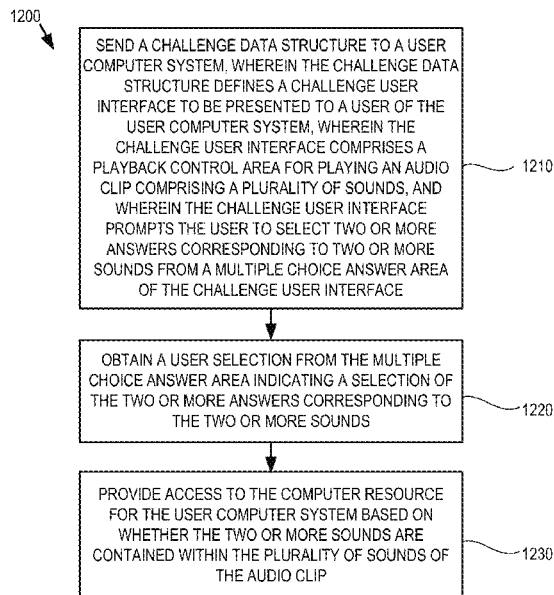 1200
SEND A CHALLENGE DATA STRUCTURE TO A USER
COMPUTER SYSTEM, WHEREIN THE CHALLENGE DATA
STRUCTURE DEFINES A CHALLENGE USER
INTERFACE TO BE PRESENTED TO A USER OF THE
USER COMPUTER SYSTEM, WHEREIN THE
CHALLENGE USER INTERFACE COMPRISES A
PLAYBACK CONTROL AREA FOR PLAYING AN AUDIO
CLIP COMPRISING A PLURALITY OF SOUNDS, AND
WHEREIN THE CHALLENGE USER INTERFACE
PROMPTS THE USER TO SELECT TWO OR MORE
ANSWERS CORRESPONDING TO TWO OR MORE
SOUNDS FROM A MULTIPLE CHOICE ANSWER AREA
OF THE CHALLENGE USER INTERFACE
1210
OBTAIN A USER SELECTION FROM THE MULTIPLE
CHOICE ANSWER AREA INDICATING A SELECTION OF
THE TWO OR MORE ANSWERS CORRESPONDING TO
THE TWO OR MORE SOUNDS
1220
PROVIDE ACCESS TO THE COMPUTER RESOURCE
FOR THE USER COMPUTER SYSTEM BASED ON
WHETHER THE TWO OR MORE SOUNDS ARE
CONTAINED WITHIN THE PLURALITY OF SOUNDS OF
THE AUDIO CLIP
1230